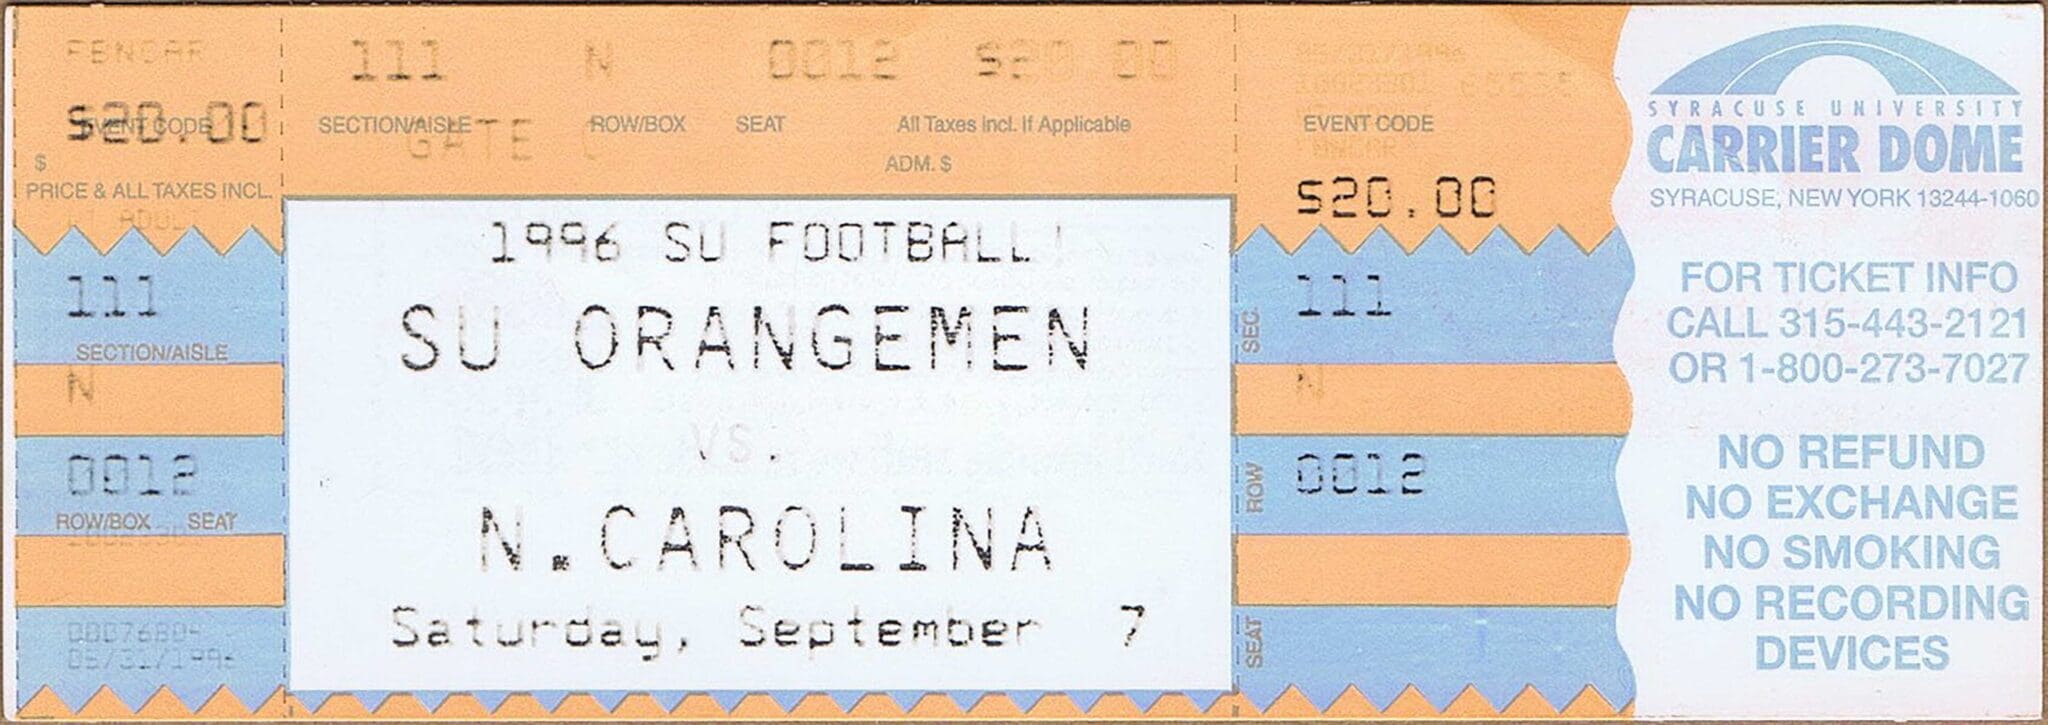 FBNCAR
$20.00
EVENT CODE
$
PRICE & ALL TAXES INCL.
111
SECTION/AISLE
N
0012
ROW/BOX SEAT
05/31/1996
111 N 0012 $20.00
SECTION/AISLE ROW/BOX SEAT All Taxes Incl. If Applicable
GATE C
ADM. $
1996 SU FOOTBALL!
SU ORANGEMEN
VS.
N.CAROLINA
Saturday, September 7
EVENT CODE
$20.00
SEC. 111
N
ROW 0012
SEAT
SYRACUSE UNIVERSITY
CARRIER DOME
SYRACUSE, NEW YORK 13244-1060
FOR TICKET INFO
CALL 315-443-2121
OR 1-800-273-7027
NO REFUND
NO EXCHANGE
NO SMOKING
NO RECORDING
DEVICES